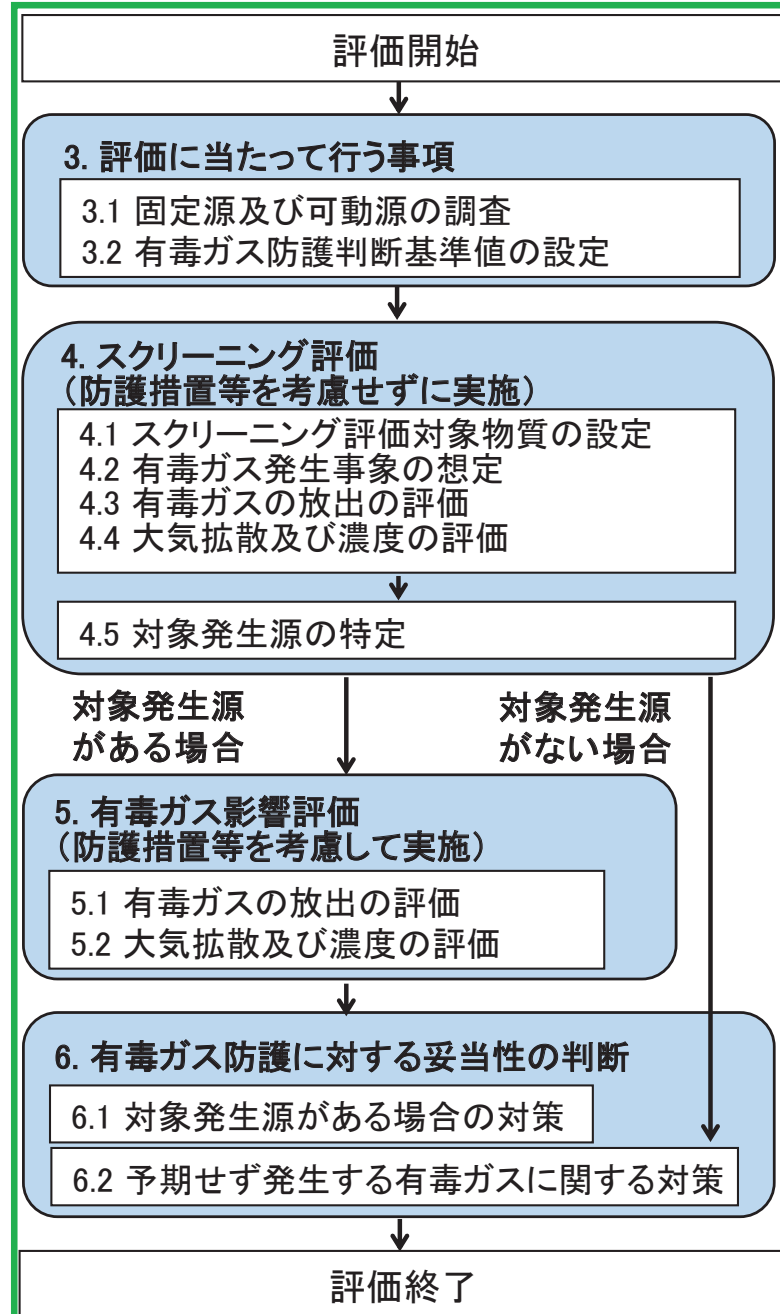 評価開始
3. 評価に当たって行う事項
3.1 固定源及び可動源の調査
3.2 有毒ガス防護判断基準値の設定
4. スクリーニング評価
（防護措置等を考慮せずに実施）
4.1 スクリーニング評価対象物質の設定
4.2 有毒ガス発生事象の想定
4.3 有毒ガスの放出の評価
4.4 大気拡散及び濃度の評価
4.5 対象発生源の特定
対象発生源
がある場合
対象発生源
がない場合
5. 有毒ガス影響評価
（防護措置等を考慮して実施）
5.1 有毒ガスの放出の評価
5.2 大気拡散及び濃度の評価
6. 有毒ガス防護に対する妥当性の判断
6.1 対象発生源がある場合の対策
6.2 予期せず発生する有毒ガスに関する対策
評価終了